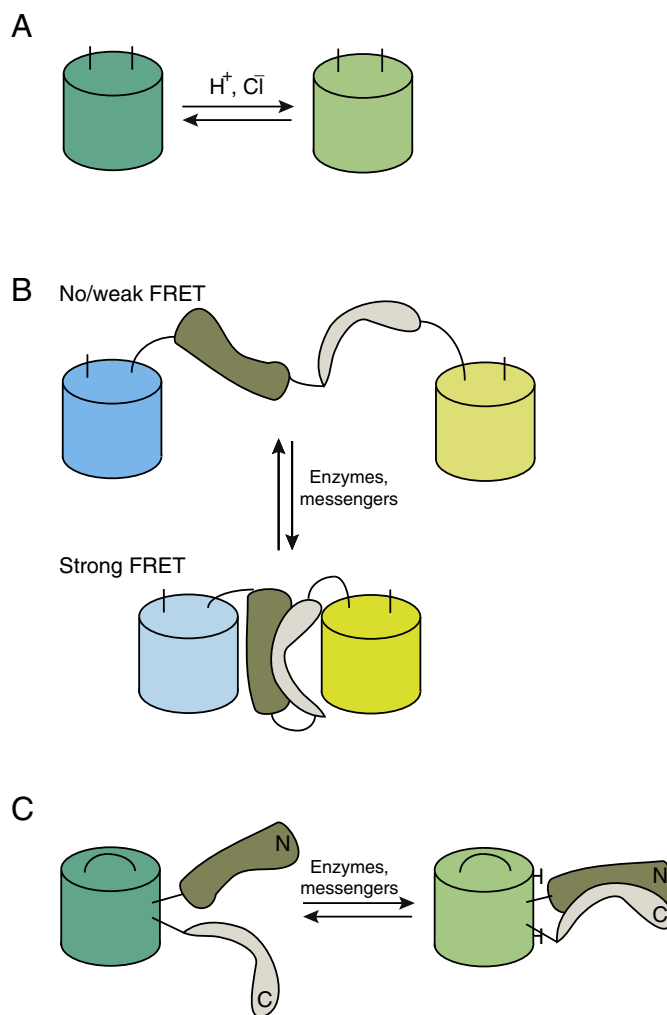 A
H⁺, Cl⁻
B
No/weak FRET
Enzymes,
messengers
Strong FRET
C
N
Enzymes,
messengers
N
C
C